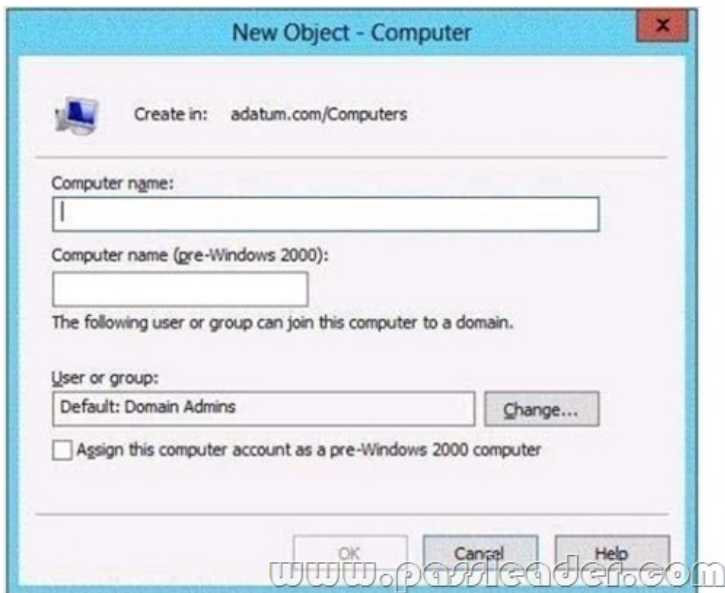 New Object - Computer
x
Create in: adatum.com/Computers
Computer name:
Computer name (pre-Windows 2000):
The following user or group can join this computer to a domain.
User or group:
Default: Domain Admins
Change...
Assign this computer account as a pre-Windows 2000 computer
OK
Cancel
Help
www.passleader.com